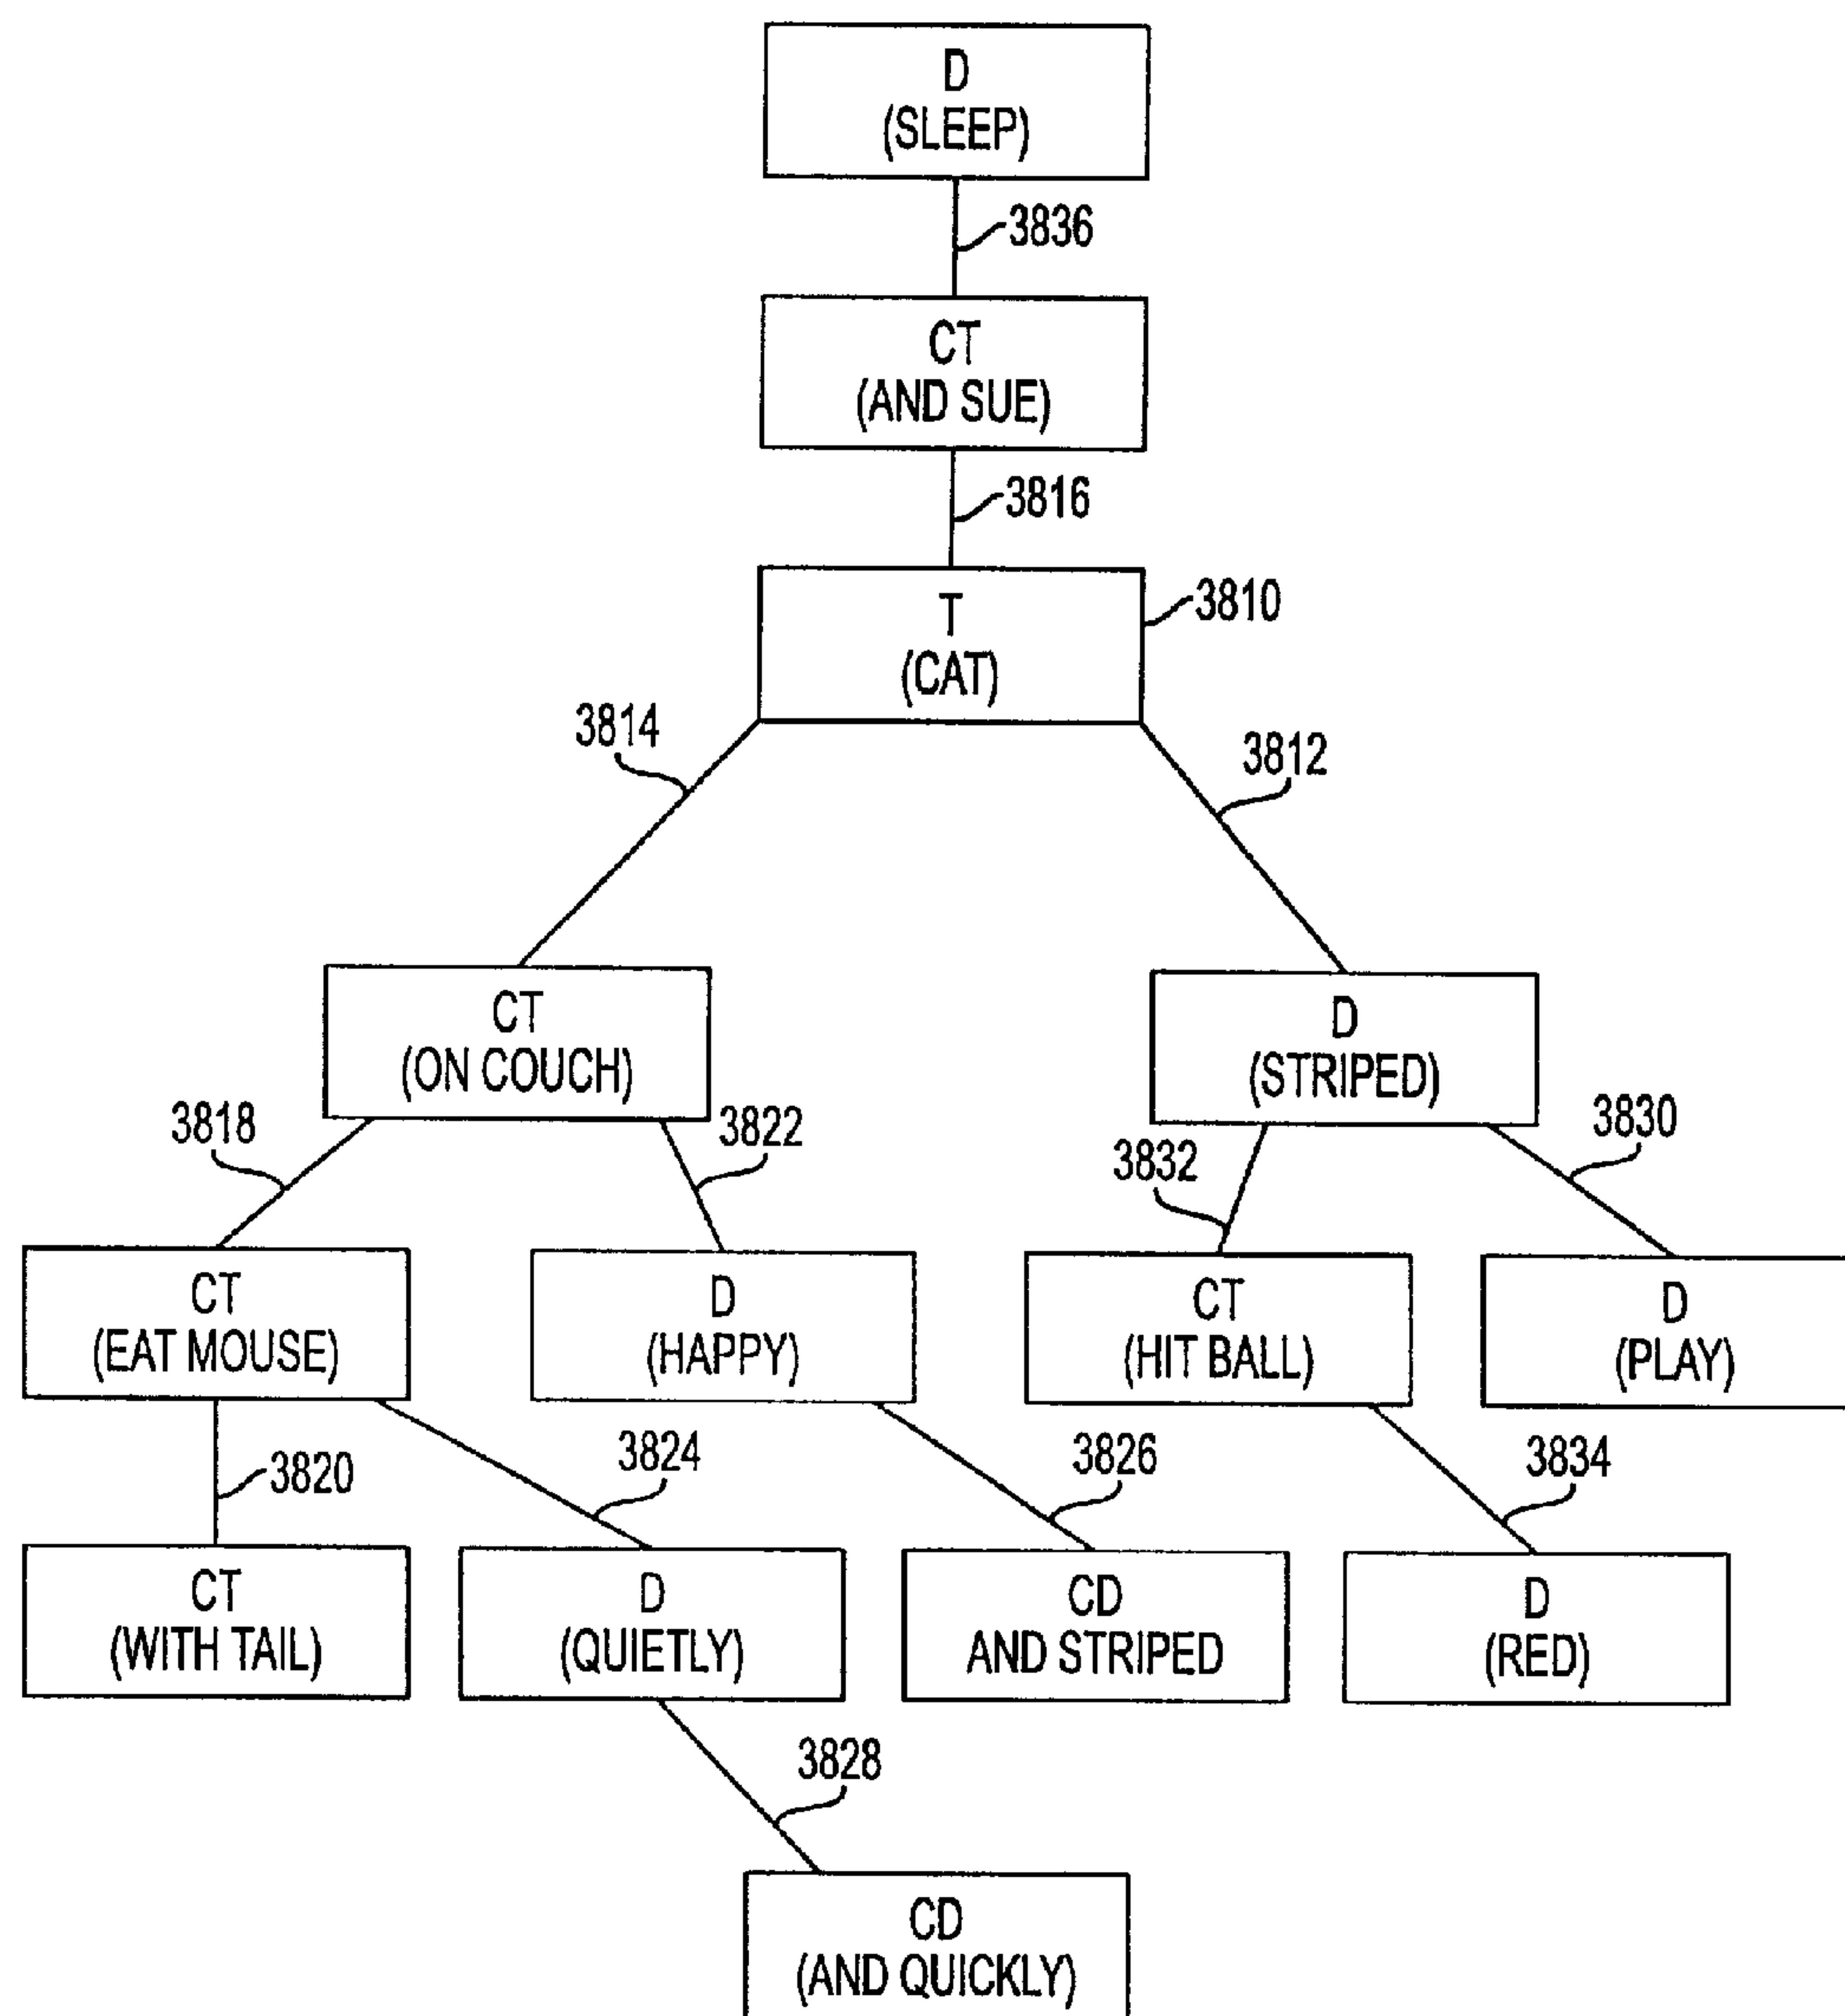 D
(SLEEP)
3836
CT
(AND SUE)
3816
T
(CAT)
3810
3814
3812
CT
(ON COUCH)
D
(STRIPED)
3818
3822
3832
3830
CT
(EAT MOUSE)
D
(HAPPY)
CT
(HIT BALL)
D
(PLAY)
3820
3824
3826
3834
CT
(WITH TAIL)
D
(QUIETLY)
CD
AND STRIPED
D
(RED)
3828
CD
(AND QUICKLY)